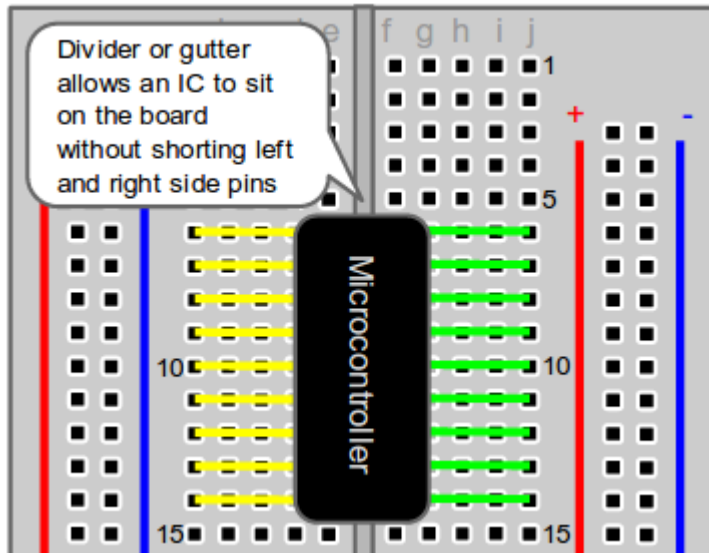 Divider or gutter
allows an IC to sit
on the board
without shorting left
and right side pins
e f g h i j
1
+ -
5
Microcontroller
10 10
15 15